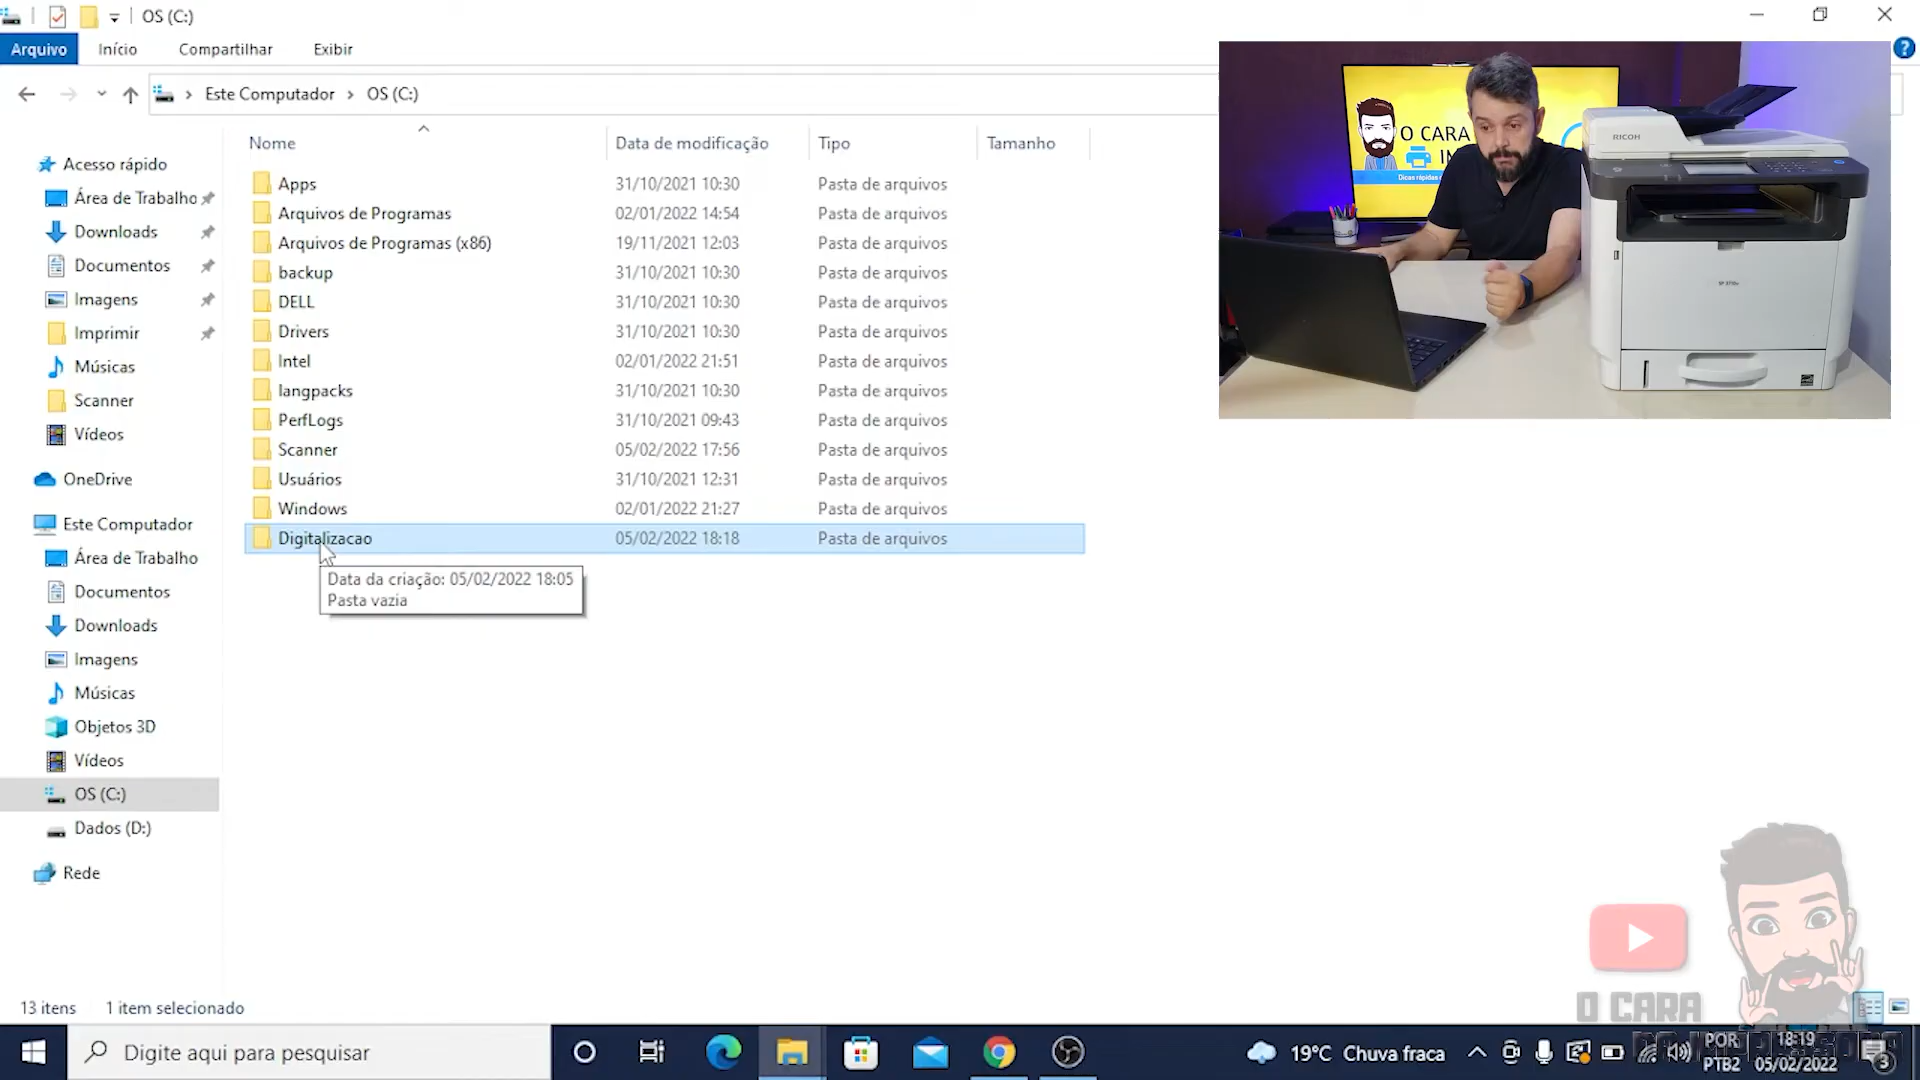 OS (C:)
Arquivo
Início
Compartilhar
Exibir
Este Computador
OS (C:)
Nome
Data de modificação
Tipo
Tamanho
Acesso rápido
Área de Trabalho
Downloads
Documentos
Imagens
Imprimir
Músicas
Scanner
Vídeos
OneDrive
Este Computador
Área de Trabalho
Documentos
Downloads
Imagens
Músicas
Objetos 3D
Vídeos
OS (C:)
Dados (D:)
Rede
Apps 31/10/2021 10:30 Pasta de arquivos
Arquivos de Programas 02/01/2022 14:54 Pasta de arquivos
Arquivos de Programas (x86) 19/11/2021 12:03 Pasta de arquivos
backup 31/10/2021 10:30 Pasta de arquivos
DELL 31/10/2021 10:30 Pasta de arquivos
Drivers 31/10/2021 10:30 Pasta de arquivos
Intel 02/01/2022 21:51 Pasta de arquivos
langpacks 31/10/2021 10:30 Pasta de arquivos
PerfLogs 31/10/2021 09:43 Pasta de arquivos
Scanner 05/02/2022 17:56 Pasta de arquivos
Usuários 31/10/2021 12:31 Pasta de arquivos
Windows 02/01/2022 21:27 Pasta de arquivos
Digitalizacao 05/02/2022 18:18 Pasta de arquivos
Data da criação: 05/02/2022 18:05
Pasta vazia
O CARA
Dicas rápidas
RICOH
O CARA
13 itens
1 item selecionado
Digite aqui para pesquisar
19°C Chuva fraca
POR
PTB2
18:19
05/02/2022
3